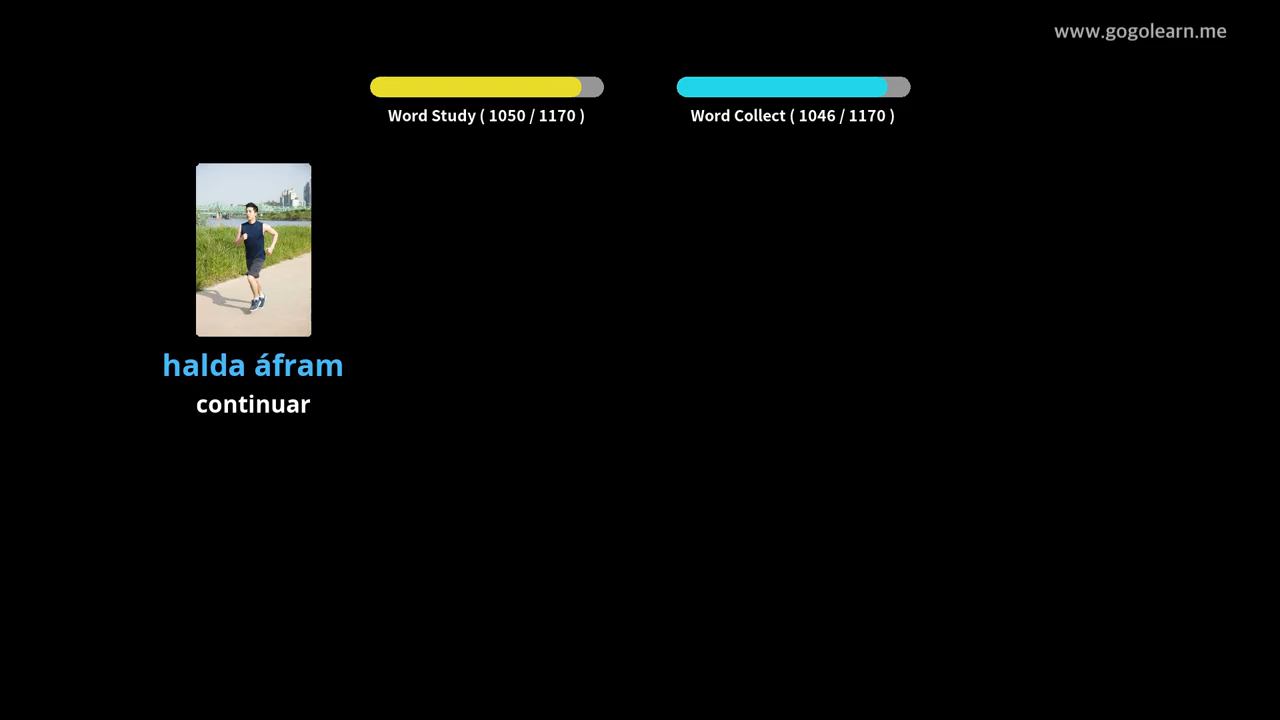 www.gogolearn.me
Word Study ( 1050 / 1170 )
Word Collect ( 1046 / 1170 )
halda áfram
continuar